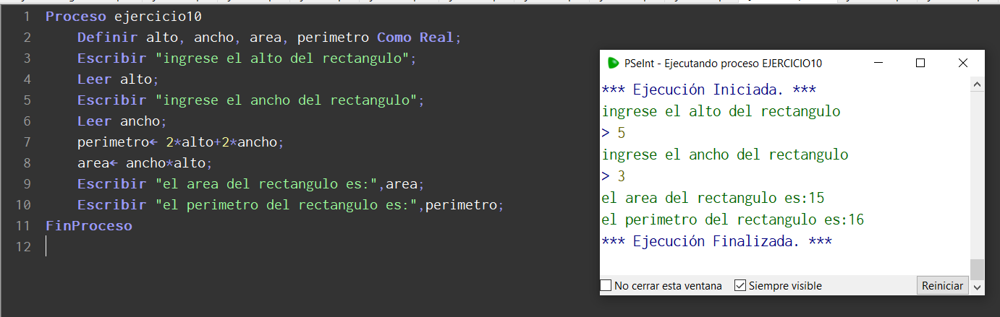 1 Proceso ejercicio10
2 Definir alto, ancho, area, perimetro Como Real;
3 Escribir "ingrese el alto del rectangulo";
4 Leer alto;
5 Escribir "ingrese el ancho del rectangulo";
6 Leer ancho;
7 perimetro← 2*alto+2*ancho;
8 area← ancho*alto;
9 Escribir "el area del rectangulo es:",area;
10 Escribir "el perimetro del rectangulo es:",perimetro;
11 FinProceso
12
PSeInt - Ejecutando proceso EJERCICIO10
*** Ejecución Iniciada. ***
ingrese el alto del rectangulo
> 5
ingrese el ancho del rectangulo
> 3
el area del rectangulo es:15
el perimetro del rectangulo es:16
*** Ejecución Finalizada. ***
No cerrar esta ventana Siempre visible Reiniciar